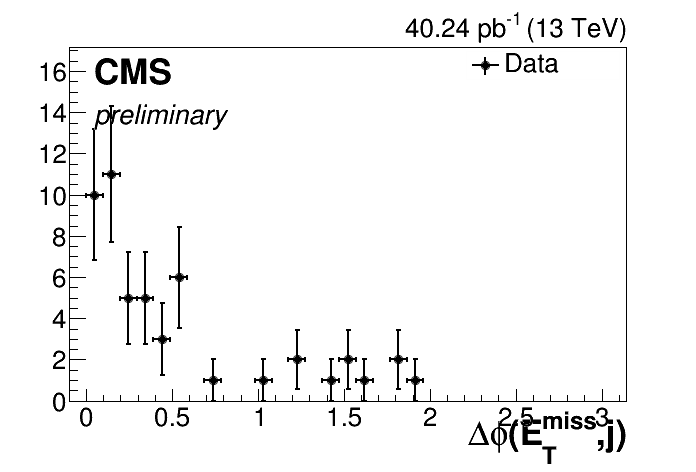 40.24 pb-1 (13 TeV)
CMS
preliminary
Data
16
14
12
10
8
6
4
2
0
0 0.5 1 1.5 2 2.5 3
Δϕ(E_T^miss,j)